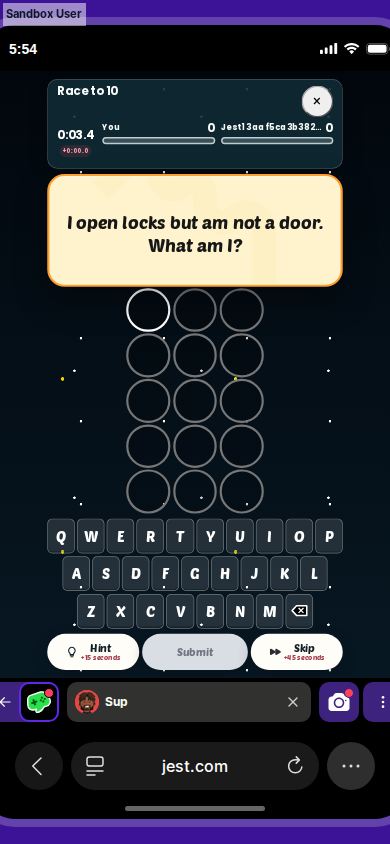 Sandbox User
5:54
Race to 10
×
0:03.4
+0:00.0
You 0
Jest13aaf5ca3b382... 0
I open locks but am not a door.
What am I?
Q W E R T Y U I O P
A S D F G H J K L
Z X C V B N M
Hint
+15 seconds
Submit
Skip
+45 seconds
Sup
jest.com